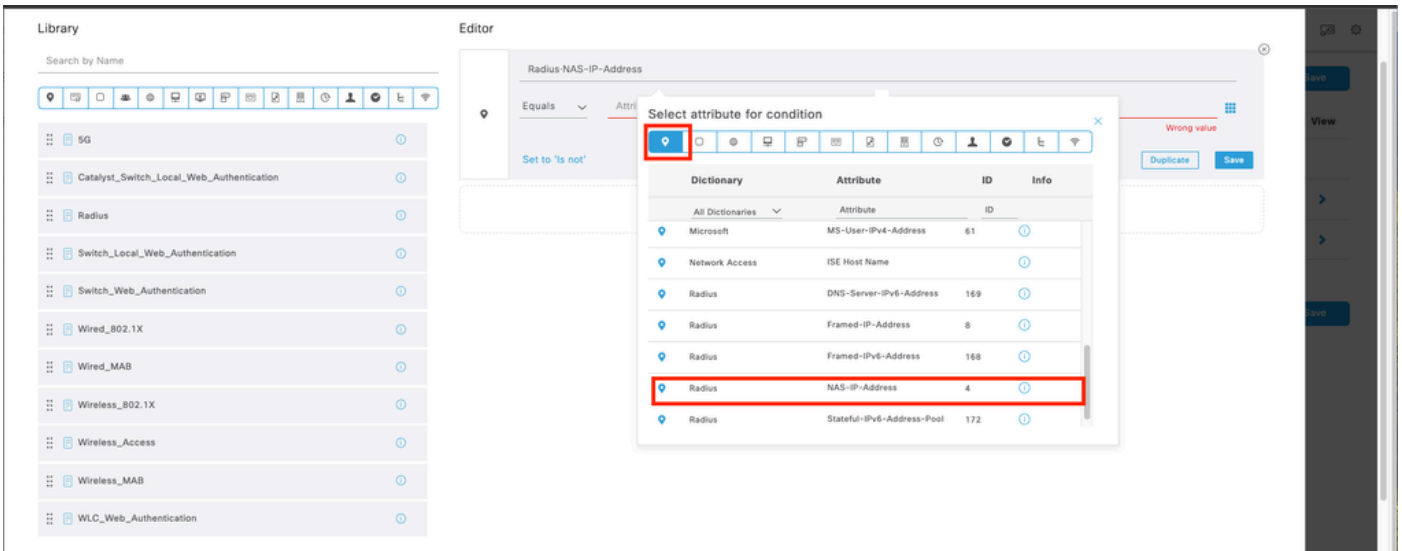 Library
Search by Name
5G
Catalyst_Switch_Local_Web_Authentication
Radius
Switch_Local_Web_Authentication
Switch_Web_Authentication
Wired_802.1X
Wired_MAB
Wireless_802.1X
Wireless_Access
Wireless_MAB
WLC_Web_Authentication
Editor
Radius·NAS-IP-Address
Equals Attri
Wrong value
Set to 'Is not' Duplicate Save
Select attribute for condition
Dictionary Attribute ID Info
All Dictionaries Attribute ID
Microsoft MS-User-IPv4-Address 61
Network Access ISE Host Name
Radius DNS-Server-IPv6-Address 169
Radius Framed-IP-Address 8
Radius Framed-IPv6-Address 168
Radius NAS-IP-Address 4
Radius Stateful-IPv6-Address-Pool 172
Save
View
Save